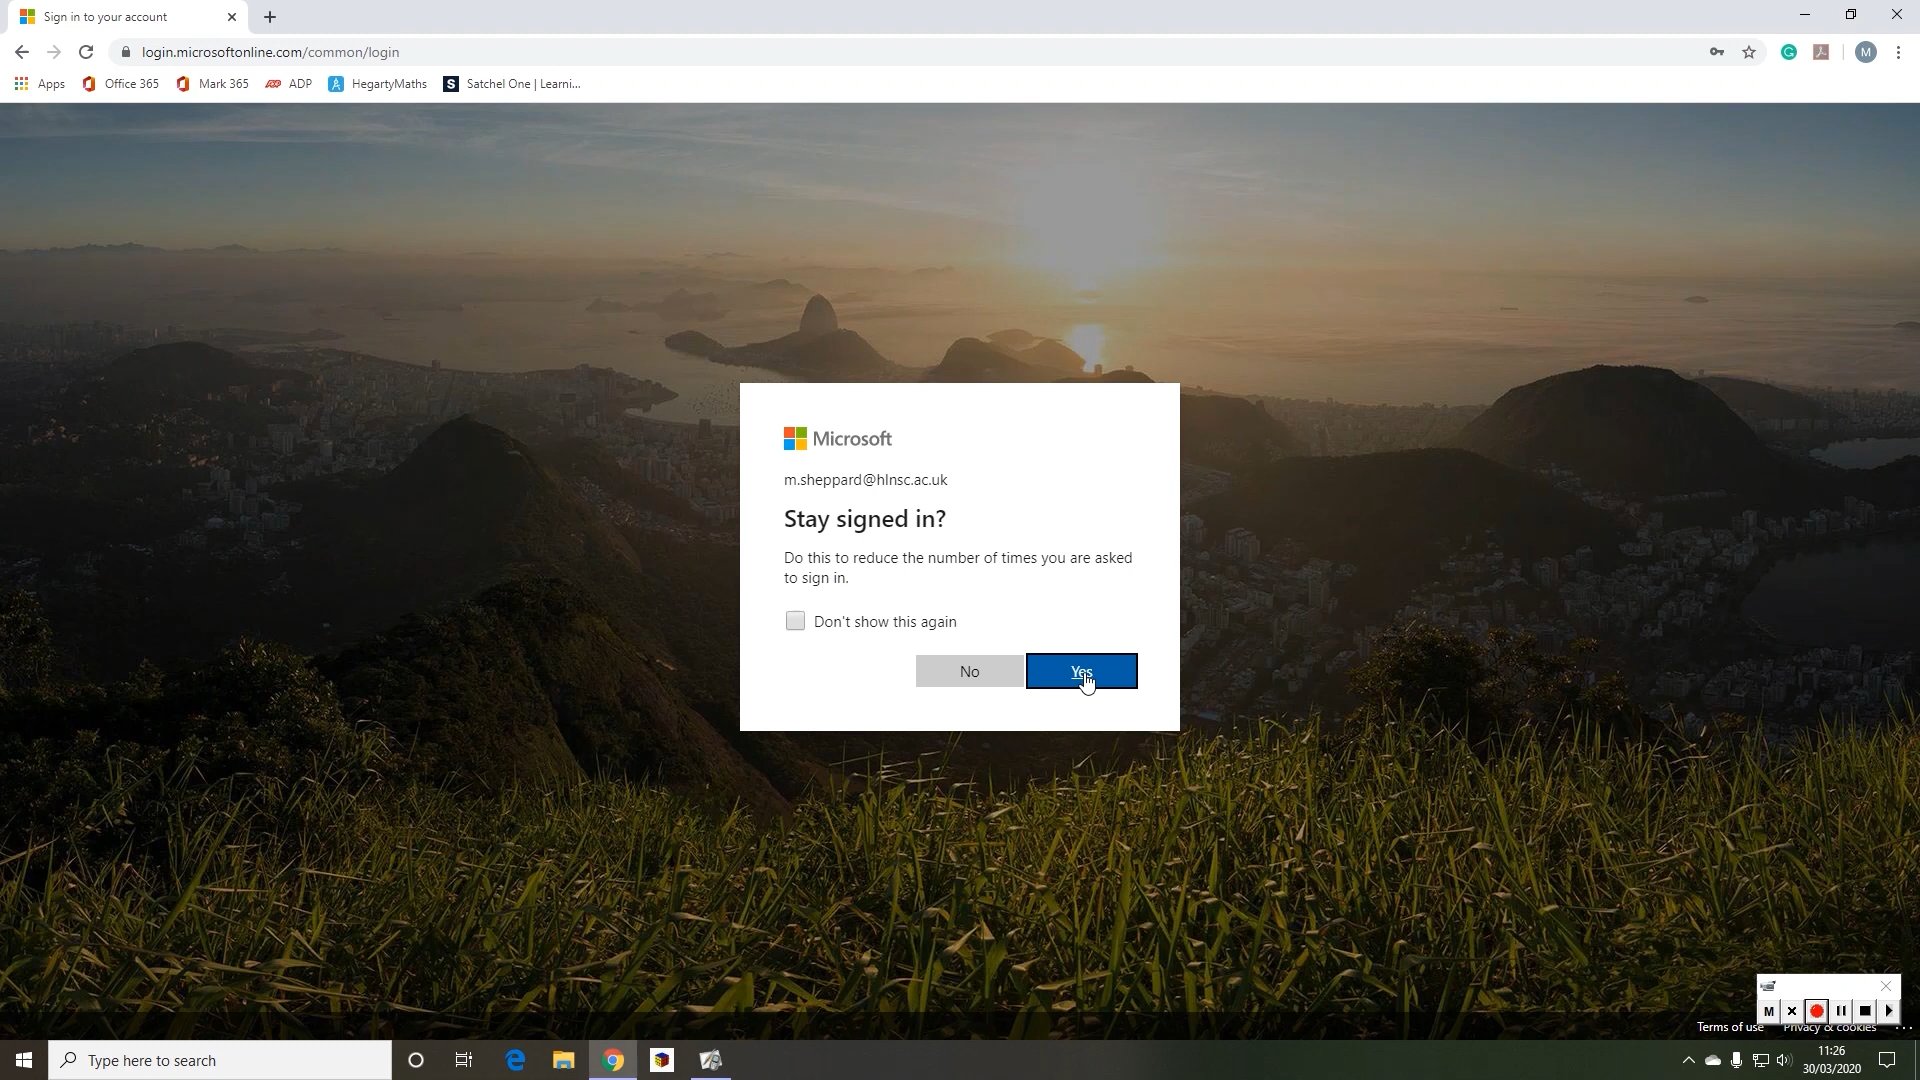 Sign in to your account
login.microsoftonline.com/common/login
M
Apps
Office 365
Mark 365
ADP
HegartyMaths
S
Satchel One | Learni...
Microsoft
m.sheppard@hlnsc.ac.uk
Stay signed in?
Do this to reduce the number of times you are asked
to sign in.
Don't show this again
No
Yes
M
Terms of use
Privacy & cookies
...
Type here to search
11:26
30/03/2020